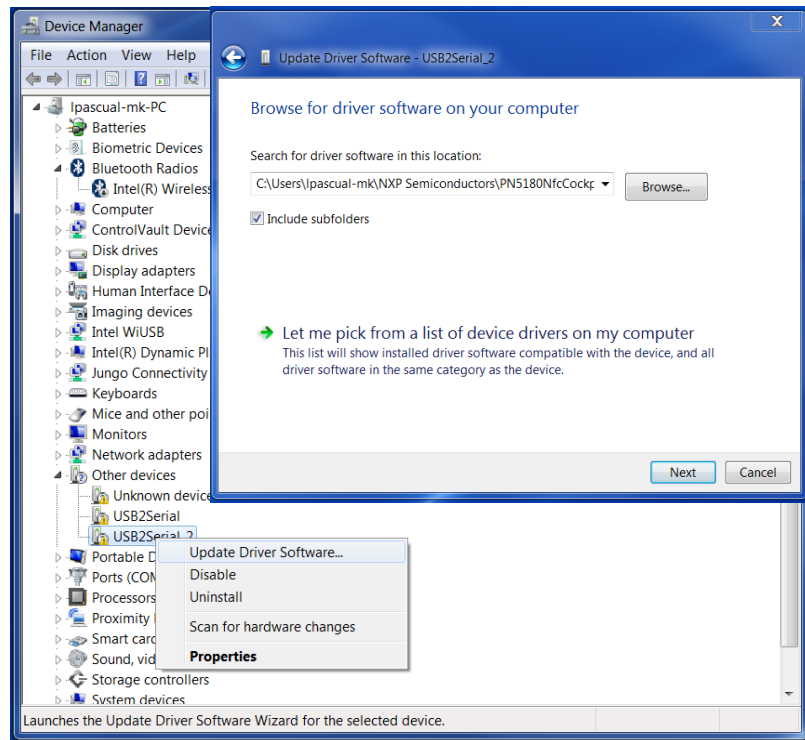 Device Manager
File Action View Help
lpascual-mk-PC
Batteries
Biometric Devices
Bluetooth Radios
Intel(R) Wireless
Computer
ControlVault Device
Disk drives
Display adapters
Human Interface De
Imaging devices
Intel WiUSB
Intel(R) Dynamic Pl
Jungo Connectivity
Keyboards
Mice and other poi
Monitors
Network adapters
Other devices
Unknown device
USB2Serial
USB2Serial_2
Portable D
Ports (COM
Processors
Proximity
Smart card
Sound, vid
Storage controllers
System devices
Update Driver Software...
Disable
Uninstall
Scan for hardware changes
Properties
Launches the Update Driver Software Wizard for the selected device.
X
Update Driver Software - USB2Serial_2
Browse for driver software on your computer
Search for driver software in this location:
C:\Users\lpascual-mk\NXP Semiconductors\PN5180NfcCockp
Browse...
Include subfolders
Let me pick from a list of device drivers on my computer
This list will show installed driver software compatible with the device, and all
driver software in the same category as the device.
Next Cancel